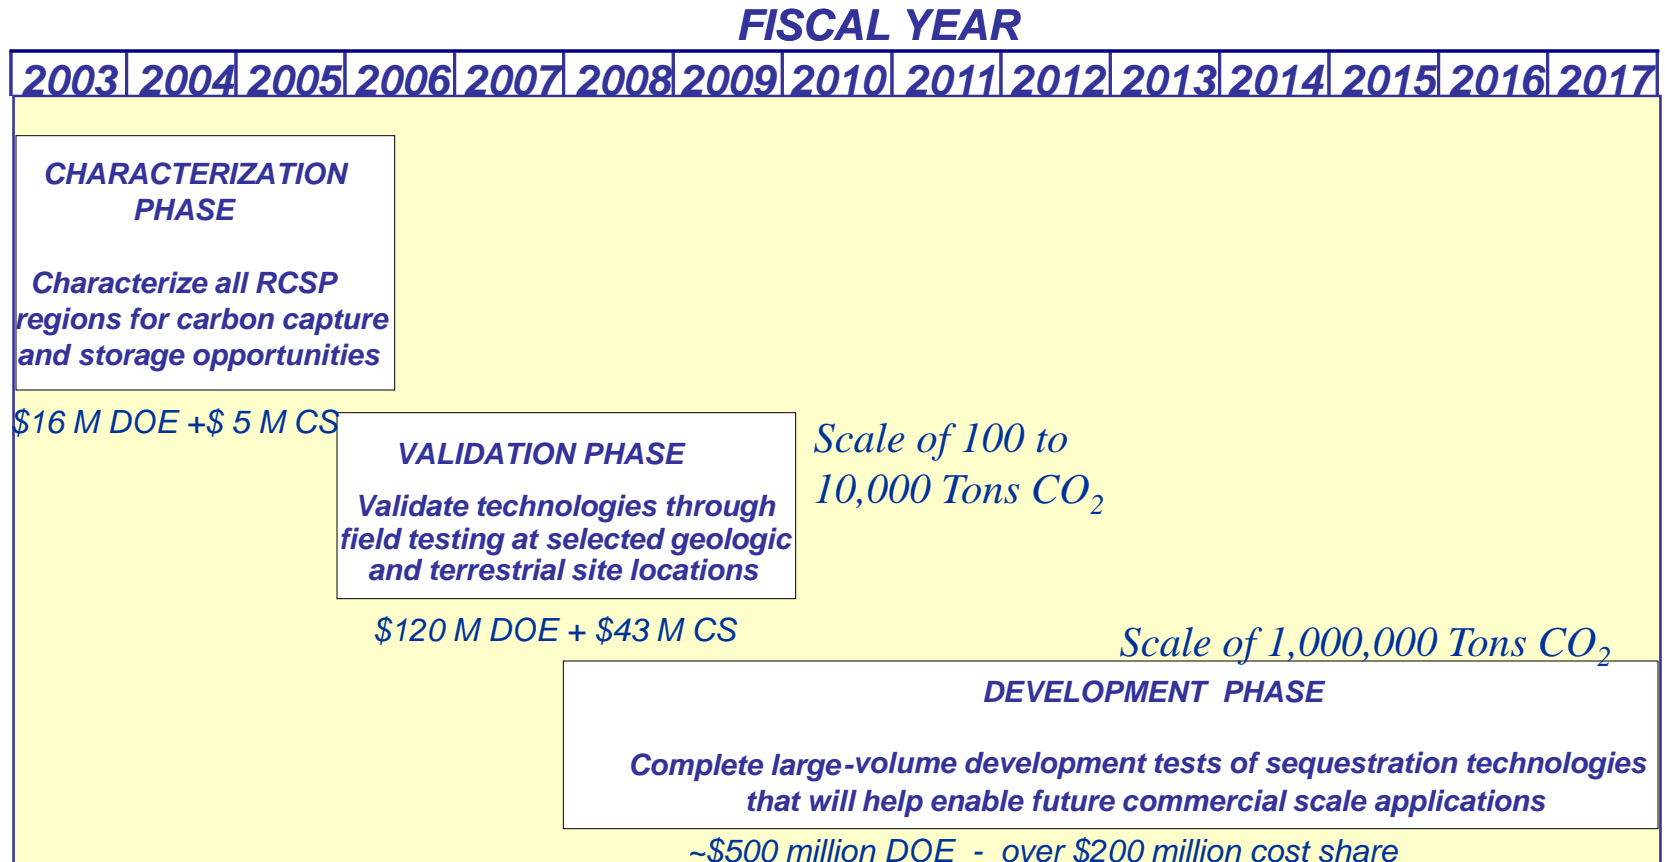 FISCAL YEAR
2003 2004 2005 2006 2007 2008 2009 2010 2011 2012 2013 2014 2015 2016 2017
CHARACTERIZATION
PHASE
Characterize all RCSP
regions for carbon capture
and storage opportunities
$16 M DOE +$ 5 M CS
VALIDATION PHASE
Validate technologies through
field testing at selected geologic
and terrestrial site locations
Scale of 100 to
10,000 Tons CO₂
$120 M DOE + $43 M CS
Scale of 1,000,000 Tons CO₂
DEVELOPMENT PHASE
Complete large-volume development tests of sequestration technologies
that will help enable future commercial scale applications
~$500 million DOE - over $200 million cost share